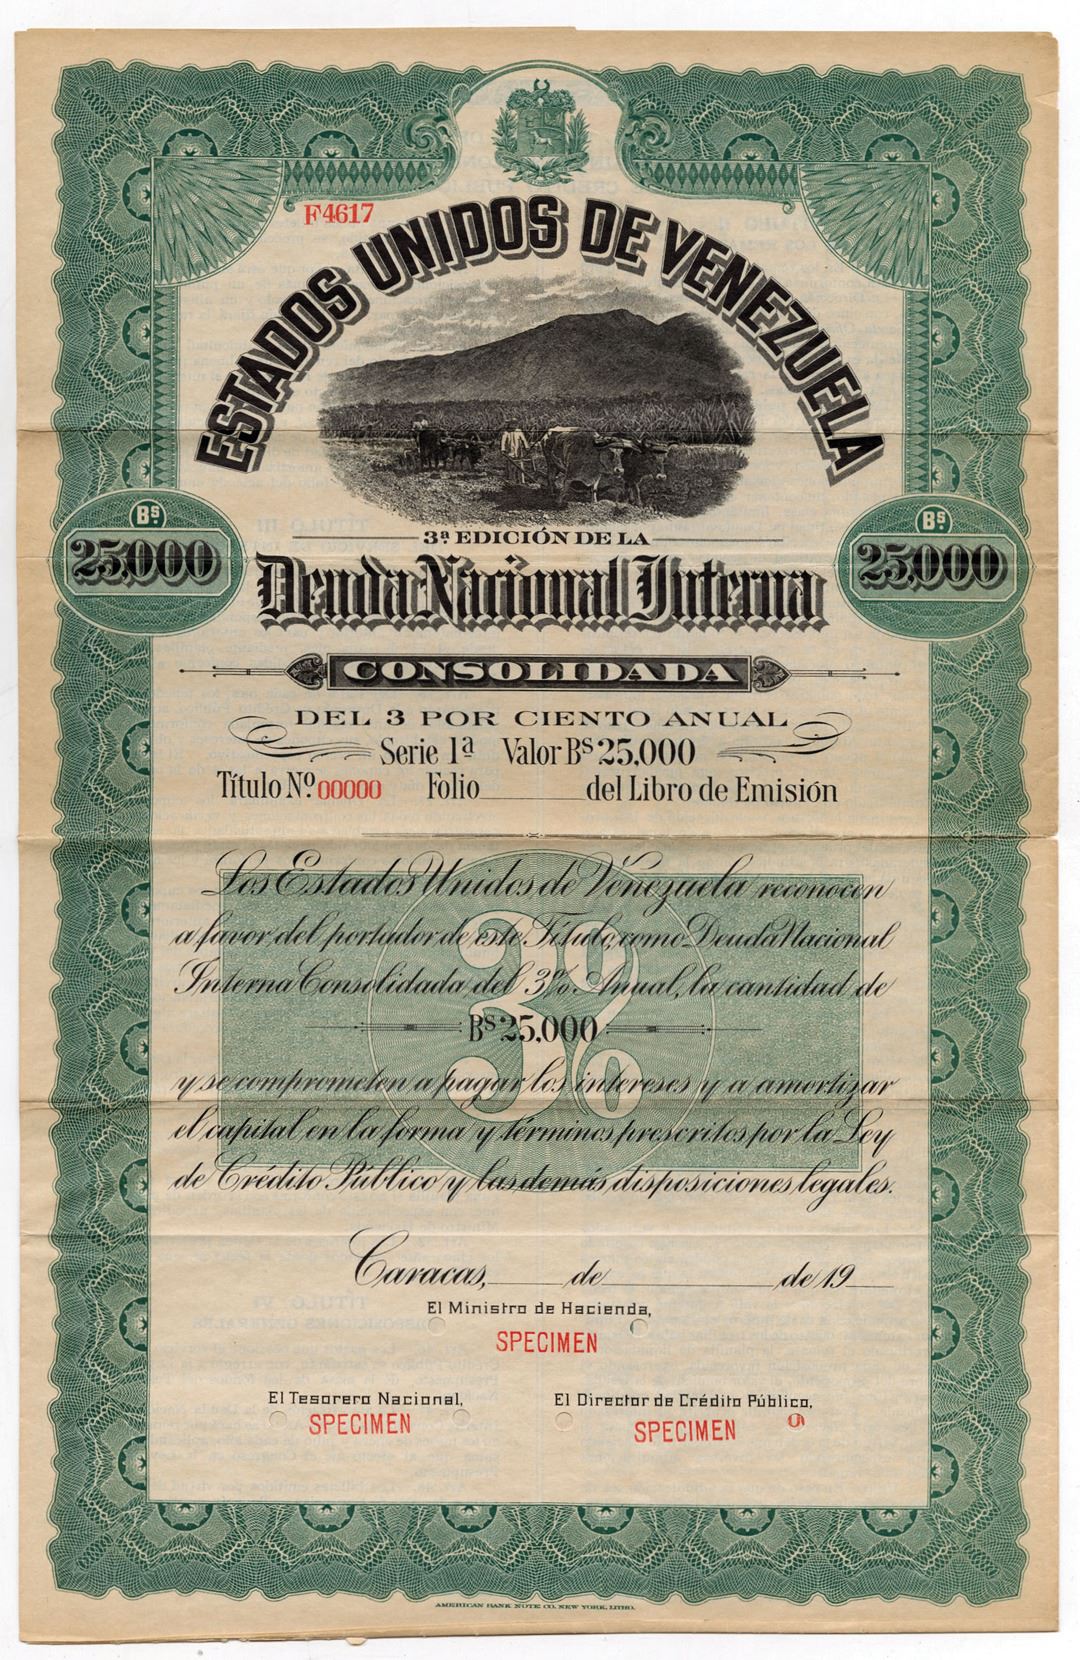 F4617
ESTADOS UNIDOS DE VENEZUELA
Bs
25,000
Bs
25,000
3ª EDICIÓN DE LA
Deuda Nacional Interna
CONSOLIDADA
DEL 3 POR CIENTO ANUAL
Serie 1ª Valor Bs 25,000
Título Nº 00000 Folio del Libro de Emisión
3%
Los Estados Unidos de Venezuela reconocen
a favor del portador de este Título, como Deuda Nacional
Interna Consolidada del 3% Anual, la cantidad de
Bs 25,000
y se comprometen a pagar los intereses y a amortizar
el capital en la forma y términos prescritos por la Ley
de Crédito Público y las demás disposiciones legales.
Caracas, de de 19
El Ministro de Hacienda,
SPECIMEN
El Tesorero Nacional,
SPECIMEN
El Director de Crédito Público,
SPECIMEN
AMERICAN BANK NOTE CO. NEW YORK, LITHO.